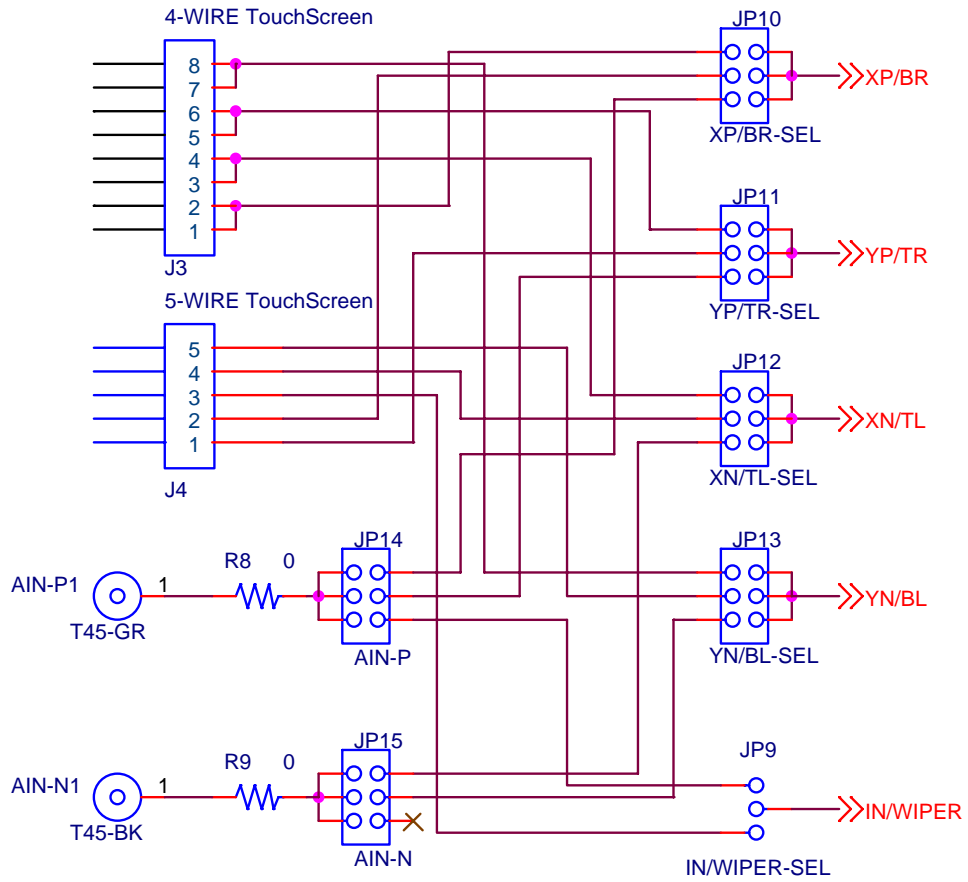 4-WIRE TouchScreen
8
7
6
5
4
3
2
1
J3
5-WIRE TouchScreen
5
4
3
2
1
J4
JP10
XP/BR
XP/BR-SEL
JP11
YP/TR
YP/TR-SEL
JP12
XN/TL
XN/TL-SEL
JP13
YN/BL
YN/BL-SEL
AIN-P1
1
T45-GR
R8 0
JP14
AIN-P
AIN-N1
1
T45-BK
R9 0
JP15
AIN-N
JP9
IN/WIPER
IN/WIPER-SEL